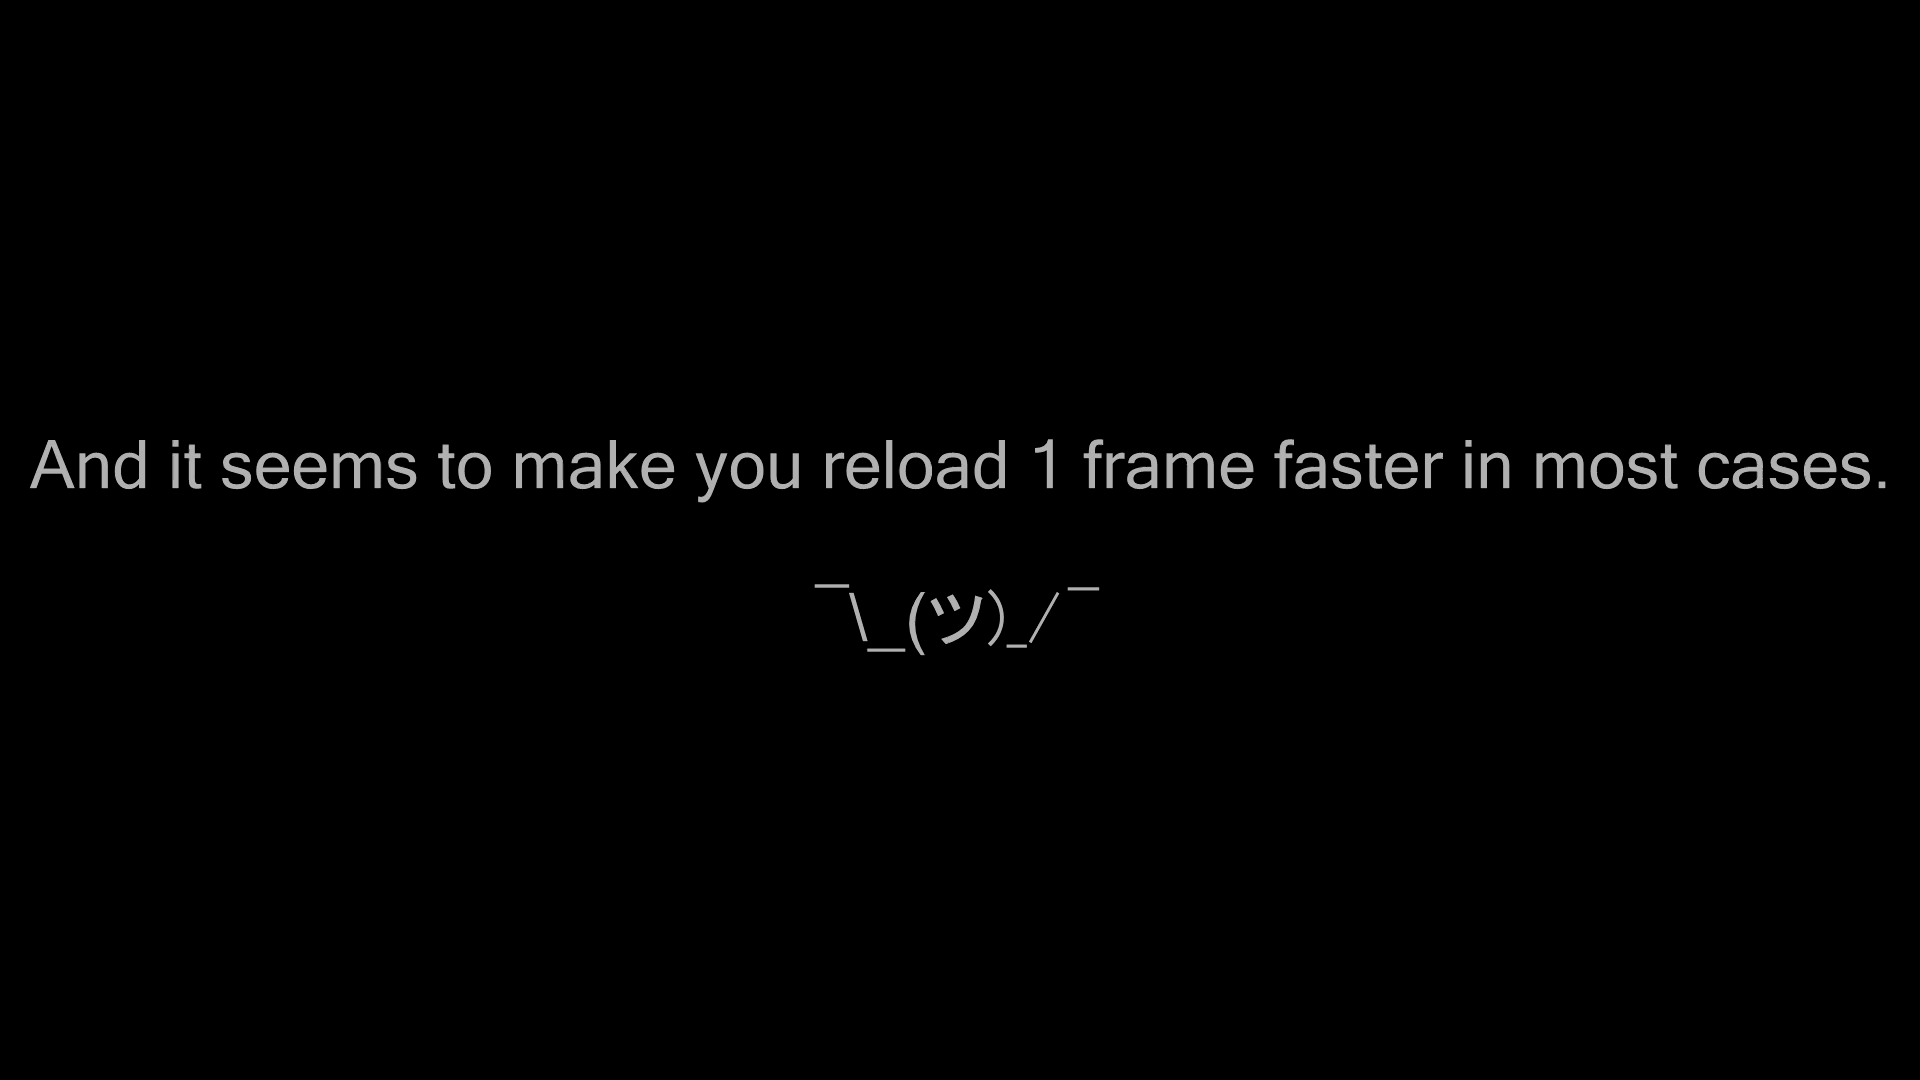 And it seems to make you reload 1 frame faster in most cases.
¯\_(ツ)_/¯